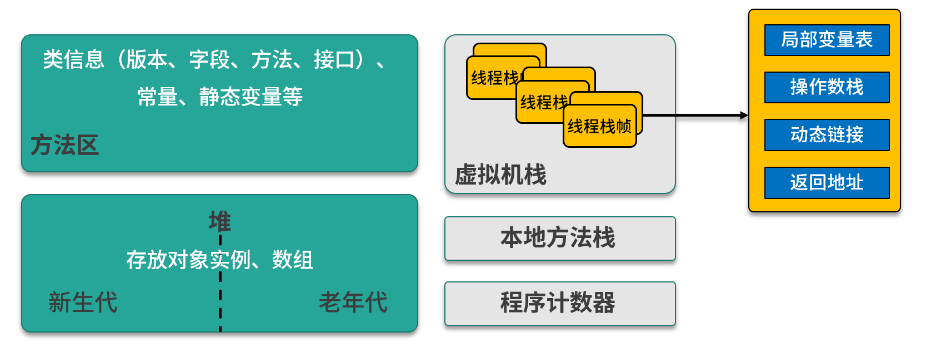 类信息（版本、字段、方法、接口）、
常量、静态变量等
方法区
堆
存放对象实例、数组
新生代
老年代
线程栈
线程栈
线程栈帧
虚拟机栈
本地方法栈
程序计数器
局部变量表
操作数栈
动态链接
返回地址